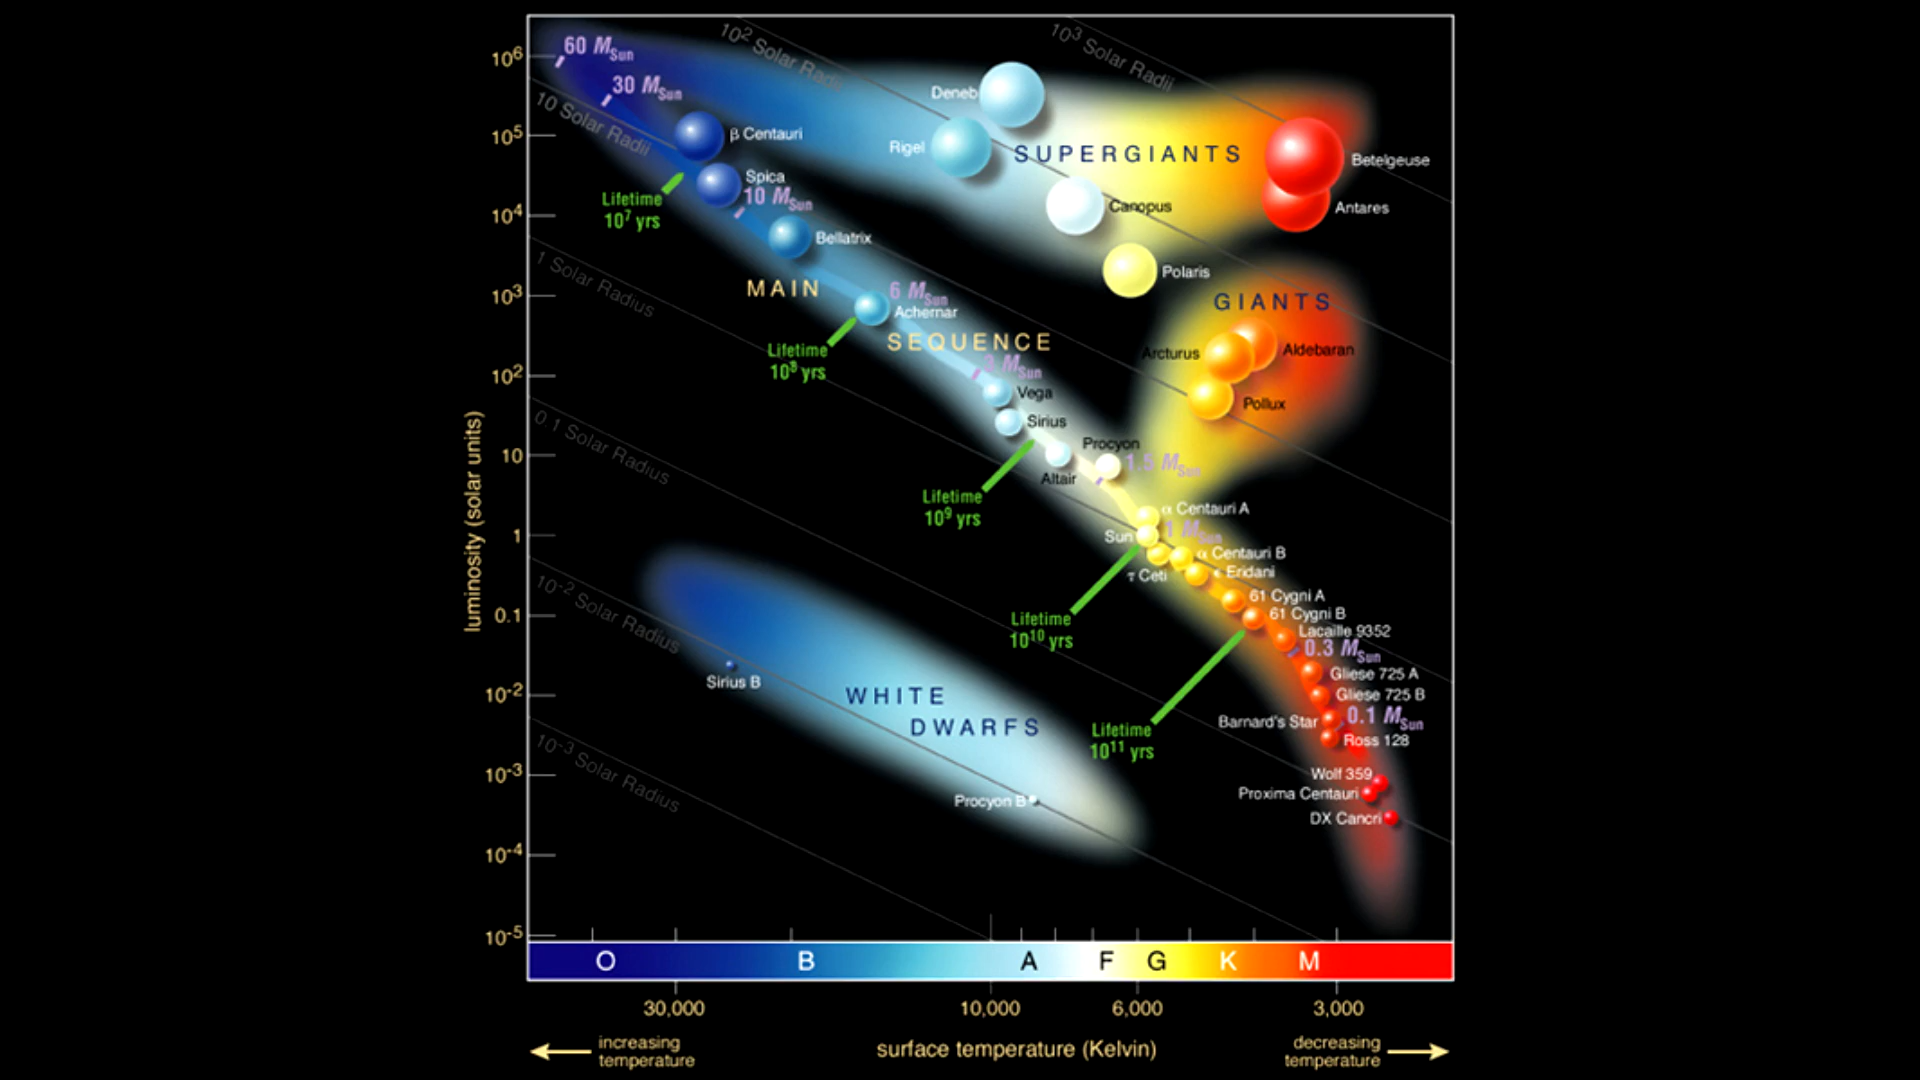 10² Solar Radii
10³ Solar Radii
60 M_Sun
30 M_Sun
10 Solar Radii
Deneb
β Centauri
Rigel
SUPERGIANTS
Betelgeuse
Spica
10 M_Sun
Lifetime
10⁷ yrs
Canopus
Antares
Bellatrix
Polaris
1 Solar Radius
MAIN
6 M_Sun
Achernar
GIANTS
SEQUENCE
Lifetime
10⁸ yrs
3 M_Sun
Arcturus
Aldebaran
Vega
Pollux
Sirius
0.1 Solar Radius
Procyon
1.5 M_Sun
Altair
Lifetime
10⁹ yrs
α Centauri A
Sun
1 M_Sun
α Centauri B
τ Ceti
ε Eridani
10⁻² Solar Radius
61 Cygni A
61 Cygni B
Lifetime
10¹⁰ yrs
Lacaille 9352
0.3 M_Sun
Gliese 725 A
Sirius B
WHITE
DWARFS
Gliese 725 B
0.1 M_Sun
Barnard's Star
Ross 128
Lifetime
10¹¹ yrs
10⁻³ Solar Radius
Wolf 359
Proxima Centauri
Procyon B
DX Cancri
10⁶
10⁵
10⁴
10³
10²
10
1
0.1
10⁻²
10⁻³
10⁻⁴
10⁻⁵
luminosity (solar units)
O B A F G K M
30,000 10,000 6,000 3,000
increasing
temperature
surface temperature (Kelvin)
decreasing
temperature